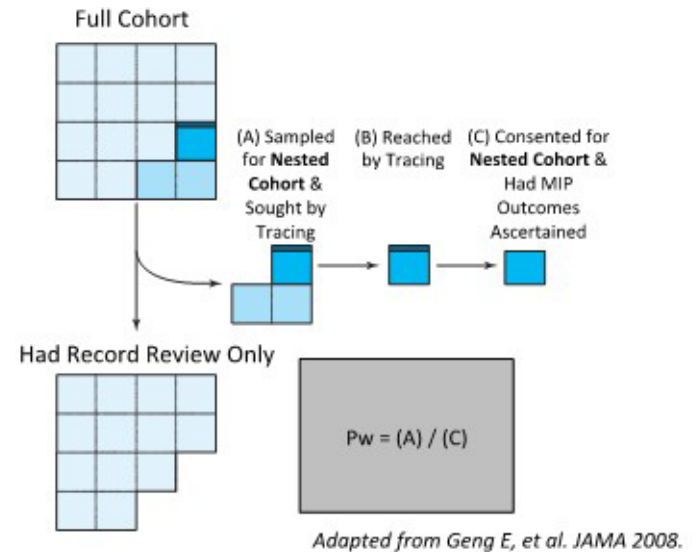 Full Cohort
(A) Sampled
for Nested
Cohort &
Sought by
Tracing
(B) Reached
by Tracing
(C) Consented for
Nested Cohort &
Had MIP
Outcomes
Ascertained
Had Record Review Only
Pw = (A) / (C)
Adapted from Geng E, et al. JAMA 2008.